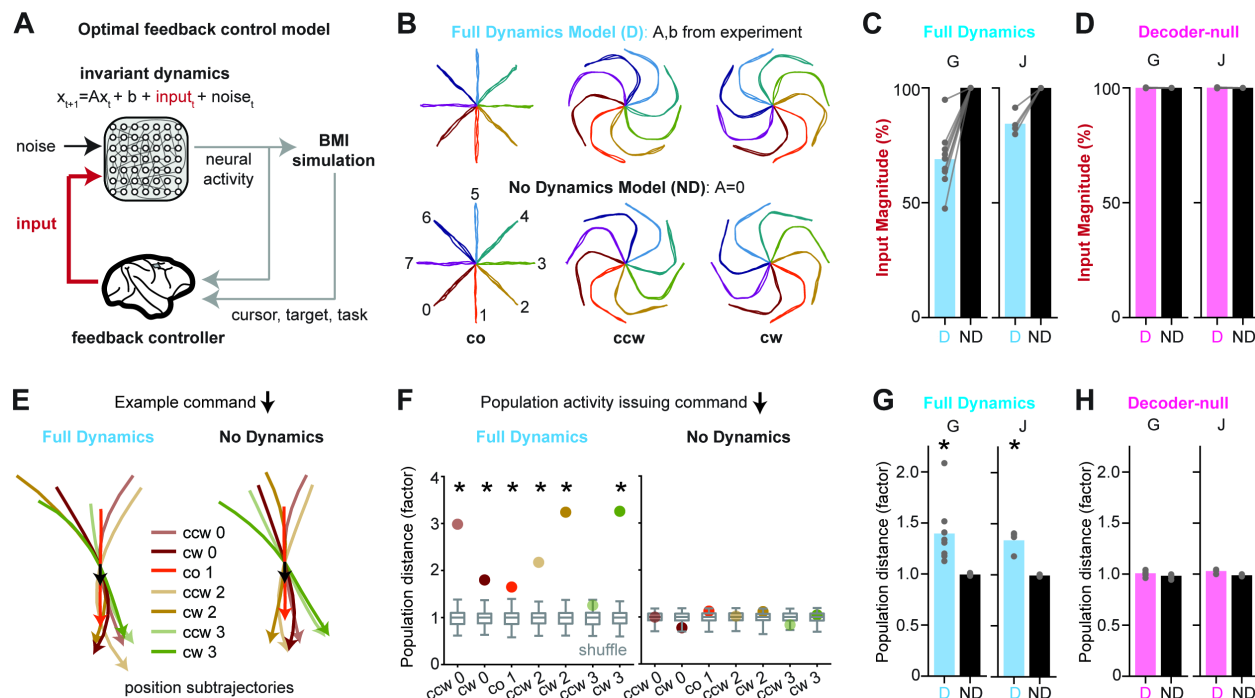 A
Optimal feedback control model
invariant dynamics
xt+1=Axt + b + inputt + noiset
noise
neural
activity
BMI
simulation
input
cursor, target, task
feedback controller
B
Full Dynamics Model (D): A,b from experiment
No Dynamics Model (ND): A=0
5
6
4
7
3
0
1
2
co
ccw
cw
C
Full Dynamics
G
J
Input Magnitude (%)
100
50
0
D
ND
D
ND
D
Decoder-null
G
J
Input Magnitude (%)
100
50
0
D
ND
D
ND
E
Example command
Full Dynamics
No Dynamics
ccw 0
cw 0
co 1
ccw 2
cw 2
ccw 3
cw 3
position subtrajectories
F
Population activity issuing command
Full Dynamics
No Dynamics
Population distance (factor)
4
3
2
1
0
* * * * * *
shuffle
ccw 0
cw 0
co 1
ccw 2
cw 2
ccw 3
cw 3
ccw 0
cw 0
co 1
ccw 2
cw 2
ccw 3
cw 3
G
Full Dynamics
G
J
* *
Population distance (factor)
2.0
1.5
1.0
0.5
0
D
ND
D
ND
H
Decoder-null
G
J
Population distance (factor)
2.0
1.5
1.0
0.5
0
D
ND
D
ND